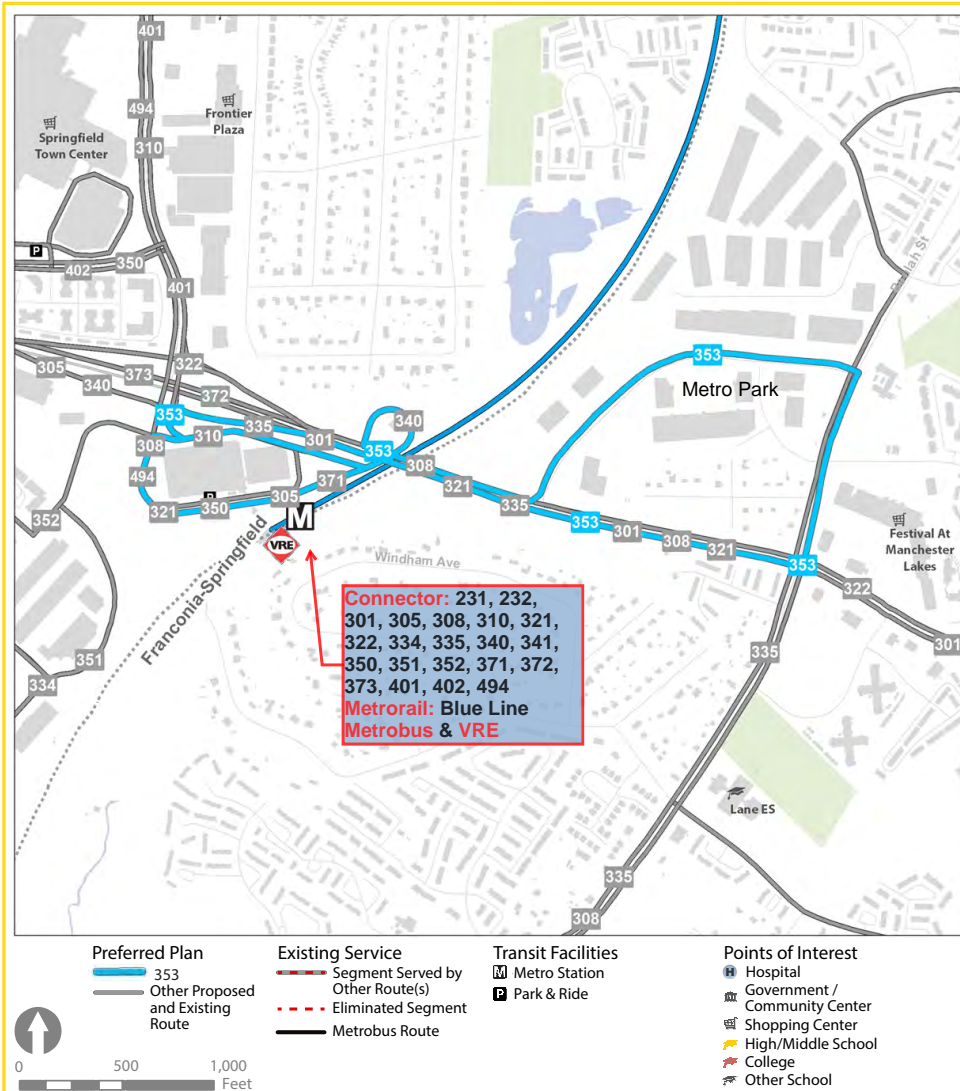 401
494
310
Frontier
Plaza
Springfield
Town Center
P
402
350
401
322
305
373
340
372
353
335
310
301
340
353
308
494
371
308
321
335
305
350
321
P
352
M
VRE
Franconia-Springfield
Windham Ave
353
Metro Park
353
301
308
321
353
Festival At
Manchester
Lakes
322
301
335
351
334
Connector: 231, 232,
301, 305, 308, 310, 321,
322, 334, 335, 340, 341,
350, 351, 352, 371, 372,
373, 401, 402, 494
Metrorail: Blue Line
Metrobus & VRE
Lane ES
335
308
Preferred Plan
353
Other Proposed
and Existing
Route
Existing Service
Segment Served by
Other Route(s)
Eliminated Segment
Metrobus Route
Transit Facilities
M Metro Station
P Park & Ride
Points of Interest
H Hospital
Government /
Community Center
Shopping Center
High/Middle School
College
Other School
0 500 1,000
Feet